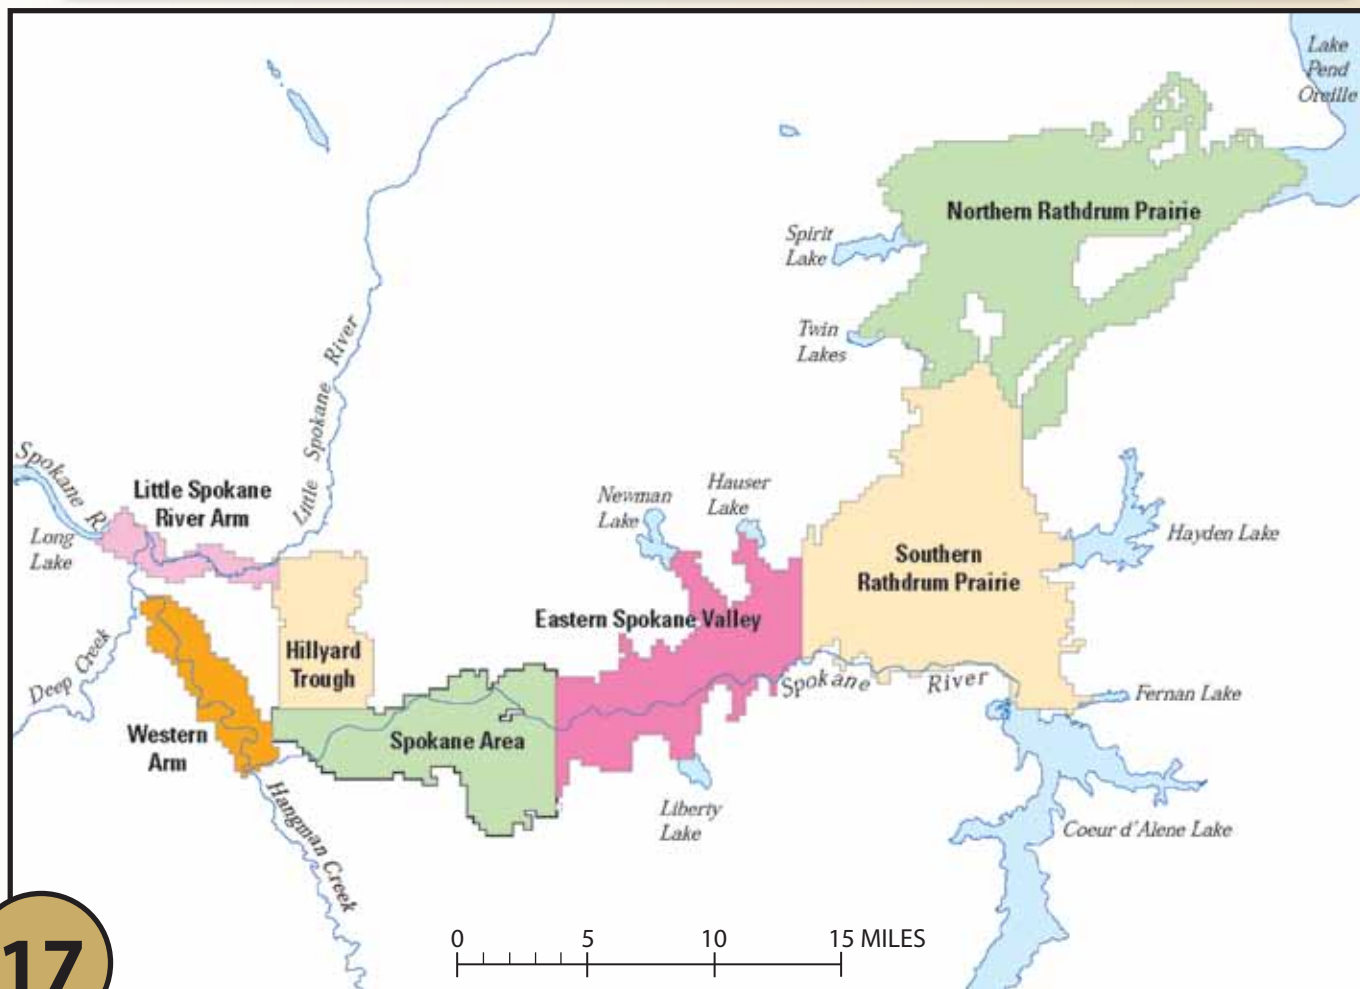 Lake
Pend
Oreille
Northern Rathdrum Prairie
Spirit
Lake
Twin
Lakes
Little Spokane River
Spokane R.
Little Spokane
River Arm
Long
Lake
Newman
Lake
Hauser
Lake
Hayden Lake
Southern
Rathdrum Prairie
Eastern Spokane Valley
Hillyard
Trough
Deep Creek
Spokane River
Fernan Lake
Western
Arm
Spokane Area
Hangman Creek
Liberty
Lake
Coeur d'Alene Lake
0 5 10 15 MILES
17